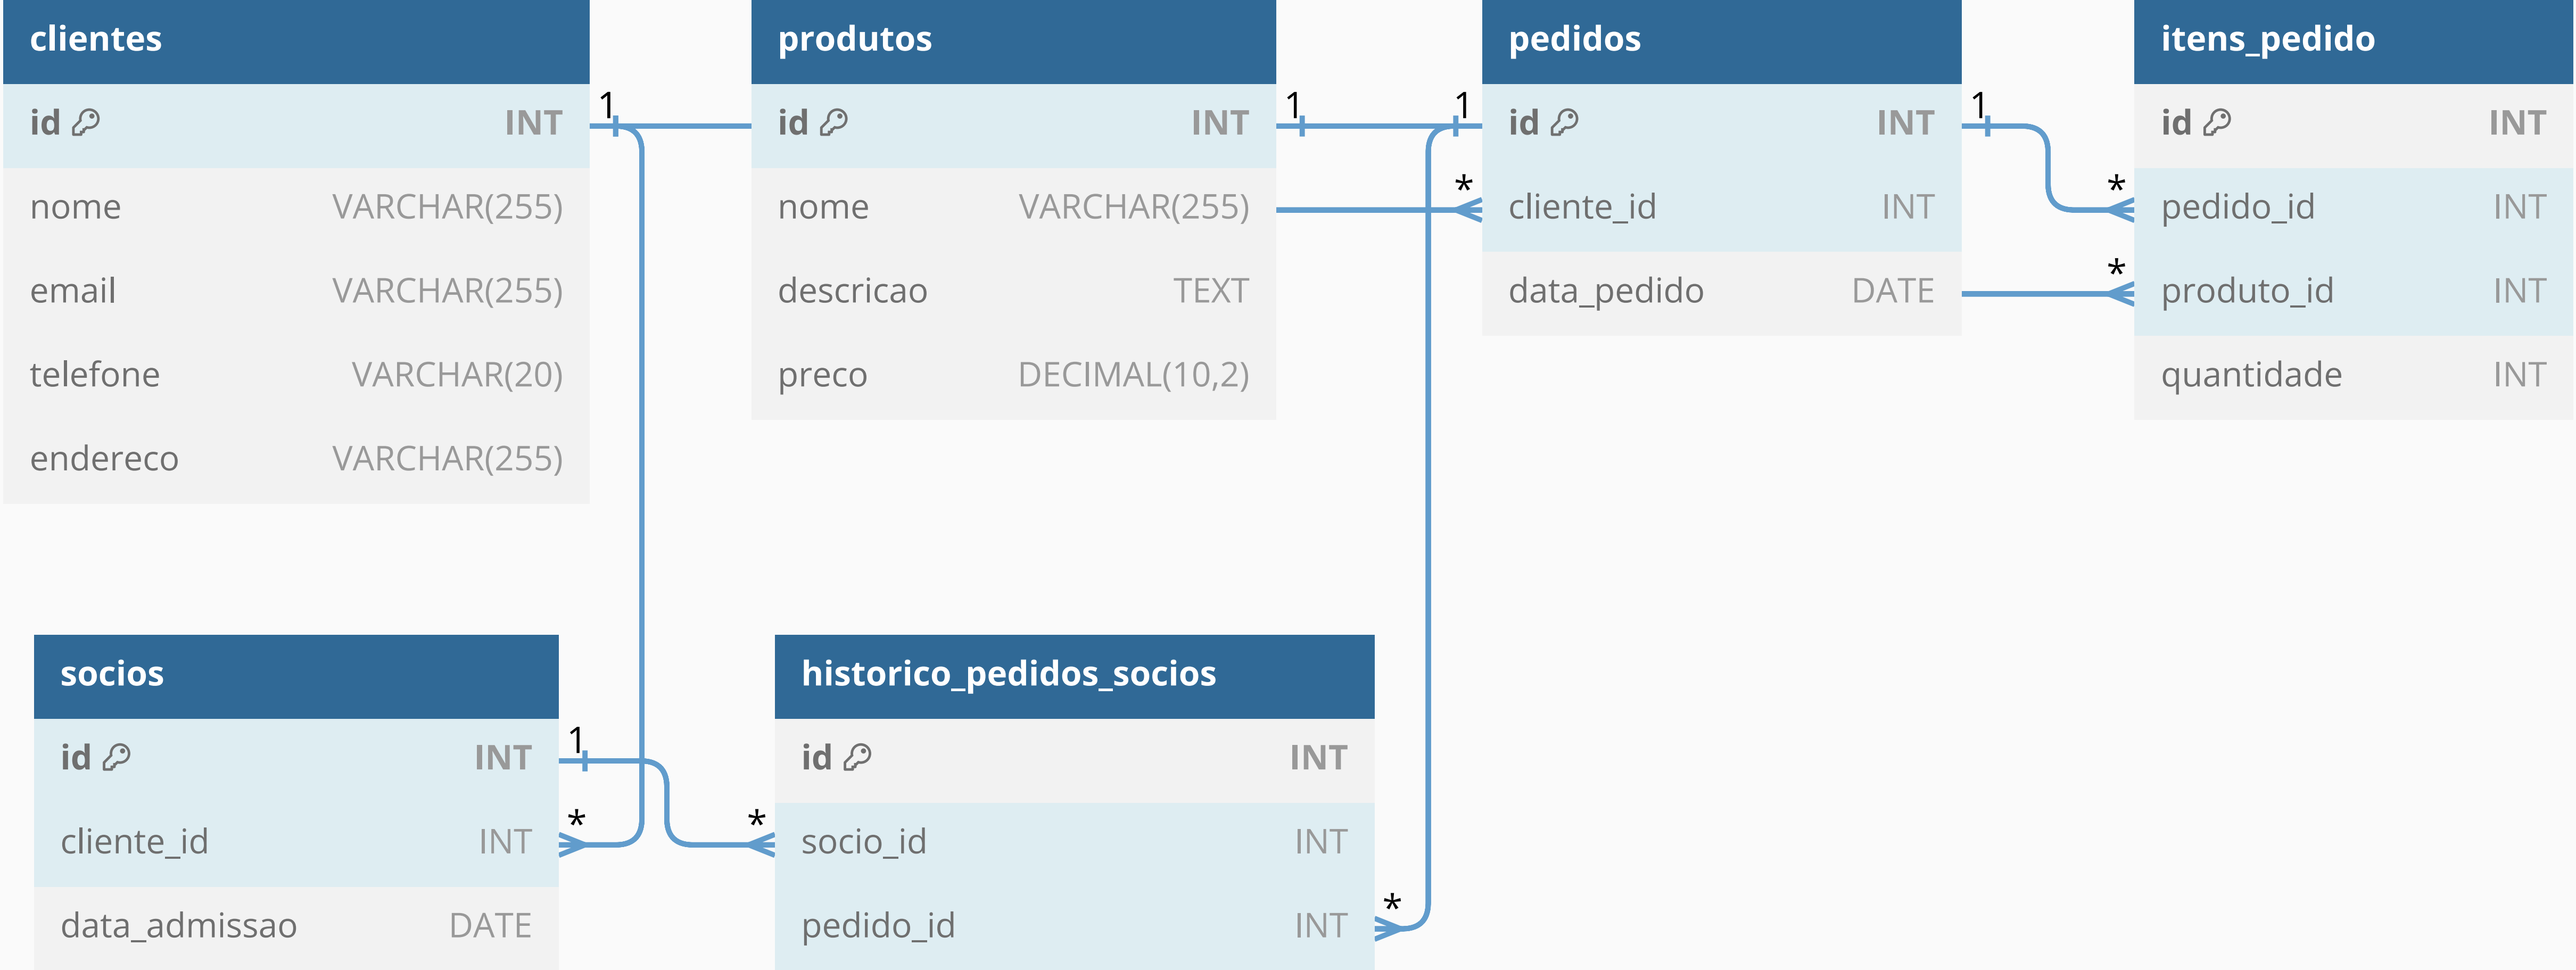 clientes
id INT
nome VARCHAR(255)
email VARCHAR(255)
telefone VARCHAR(20)
endereco VARCHAR(255)
1
produtos
id INT
nome VARCHAR(255)
descricao TEXT
preco DECIMAL(10,2)
1
1
*
pedidos
id INT
cliente_id INT
data_pedido DATE
1
*
*
itens_pedido
id INT
pedido_id INT
produto_id INT
quantidade INT
socios
id INT
cliente_id INT
data_admissao DATE
1
*
*
historico_pedidos_socios
id INT
socio_id INT
pedido_id INT
*